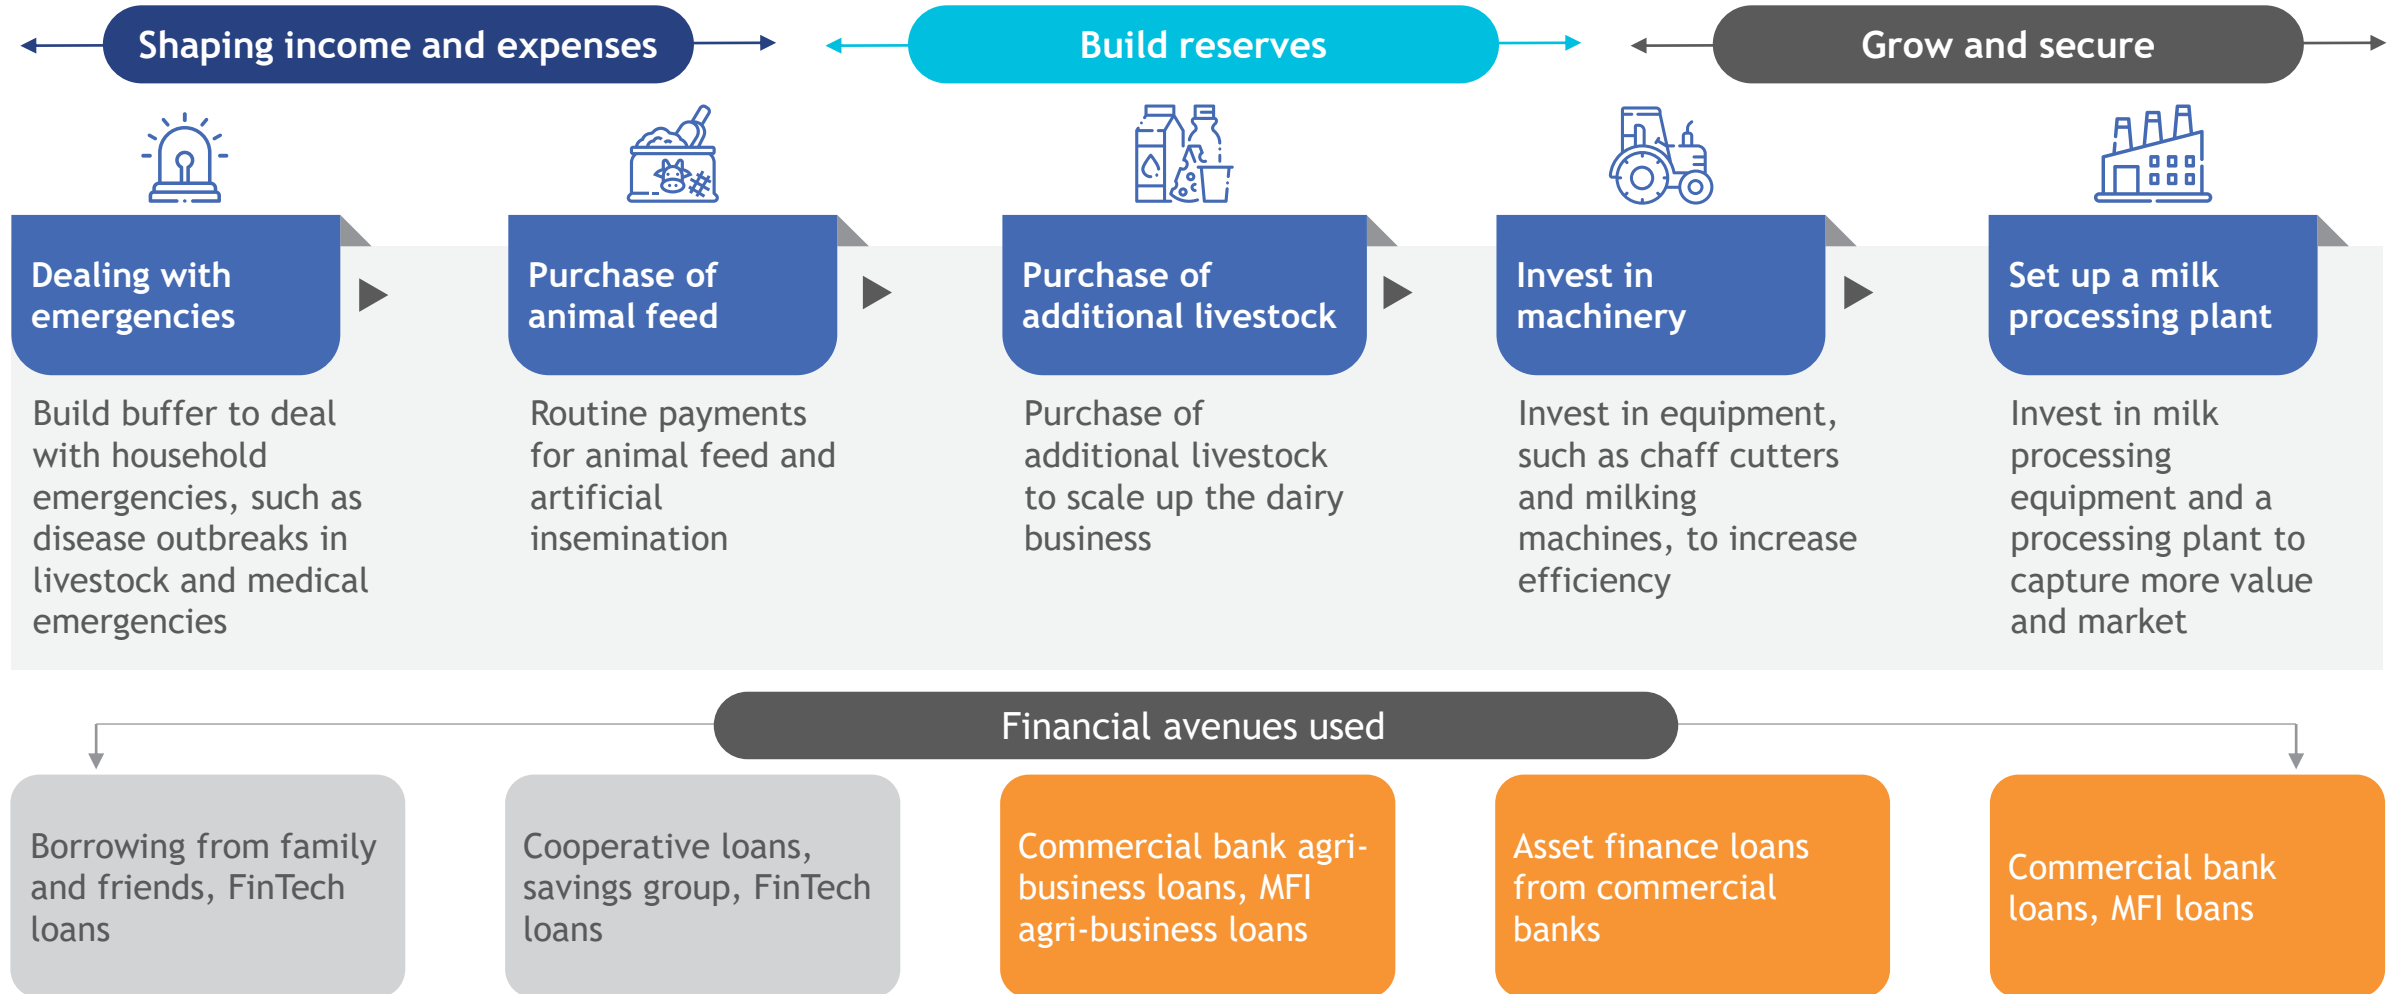 Shaping income and expenses
Build reserves
Grow and secure
Dealing with
emergencies
Purchase of
animal feed
Purchase of
additional livestock
Invest in
machinery
Set up a milk
processing plant
Build buffer to deal
with household
emergencies, such as
disease outbreaks in
livestock and medical
emergencies
Routine payments
for animal feed and
artificial
insemination
Purchase of
additional livestock
to scale up the dairy
business
Invest in equipment,
such as chaff cutters
and milking
machines, to increase
efficiency
Invest in milk
processing
equipment and a
processing plant to
capture more value
and market
Financial avenues used
Borrowing from family
and friends, FinTech
loans
Cooperative loans,
savings group, FinTech
loans
Commercial bank agri-
business loans, MFI
agri-business loans
Asset finance loans
from commercial
banks
Commercial bank
loans, MFI loans